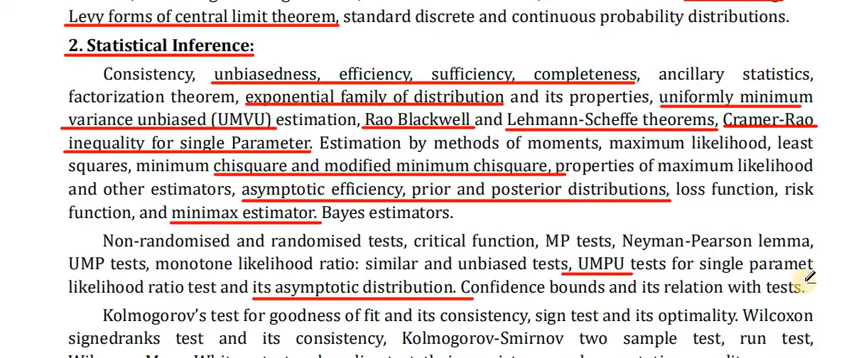 Levy forms of central limit theorem, standard discrete and continuous probability distributions.
2. Statistical Inference:
Consistency, unbiasedness, efficiency, sufficiency, completeness, ancillary statistics,
factorization theorem, exponential family of distribution and its properties, uniformly minimum
variance unbiased (UMVU) estimation, Rao Blackwell and Lehmann-Scheffe theorems, Cramer-Rao
inequality for single Parameter. Estimation by methods of moments, maximum likelihood, least
squares, minimum chisquare and modified minimum chisquare, properties of maximum likelihood
and other estimators, asymptotic efficiency, prior and posterior distributions, loss function, risk
function, and minimax estimator. Bayes estimators.
Non-randomised and randomised tests, critical function, MP tests, Neyman-Pearson lemma,
UMP tests, monotone likelihood ratio: similar and unbiased tests, UMPU tests for single paramet
likelihood ratio test and its asymptotic distribution. Confidence bounds and its relation with tests.
Kolmogorov's test for goodness of fit and its consistency, sign test and its optimality. Wilcoxon
signedranks test and its consistency, Kolmogorov-Smirnov two sample test, run test,